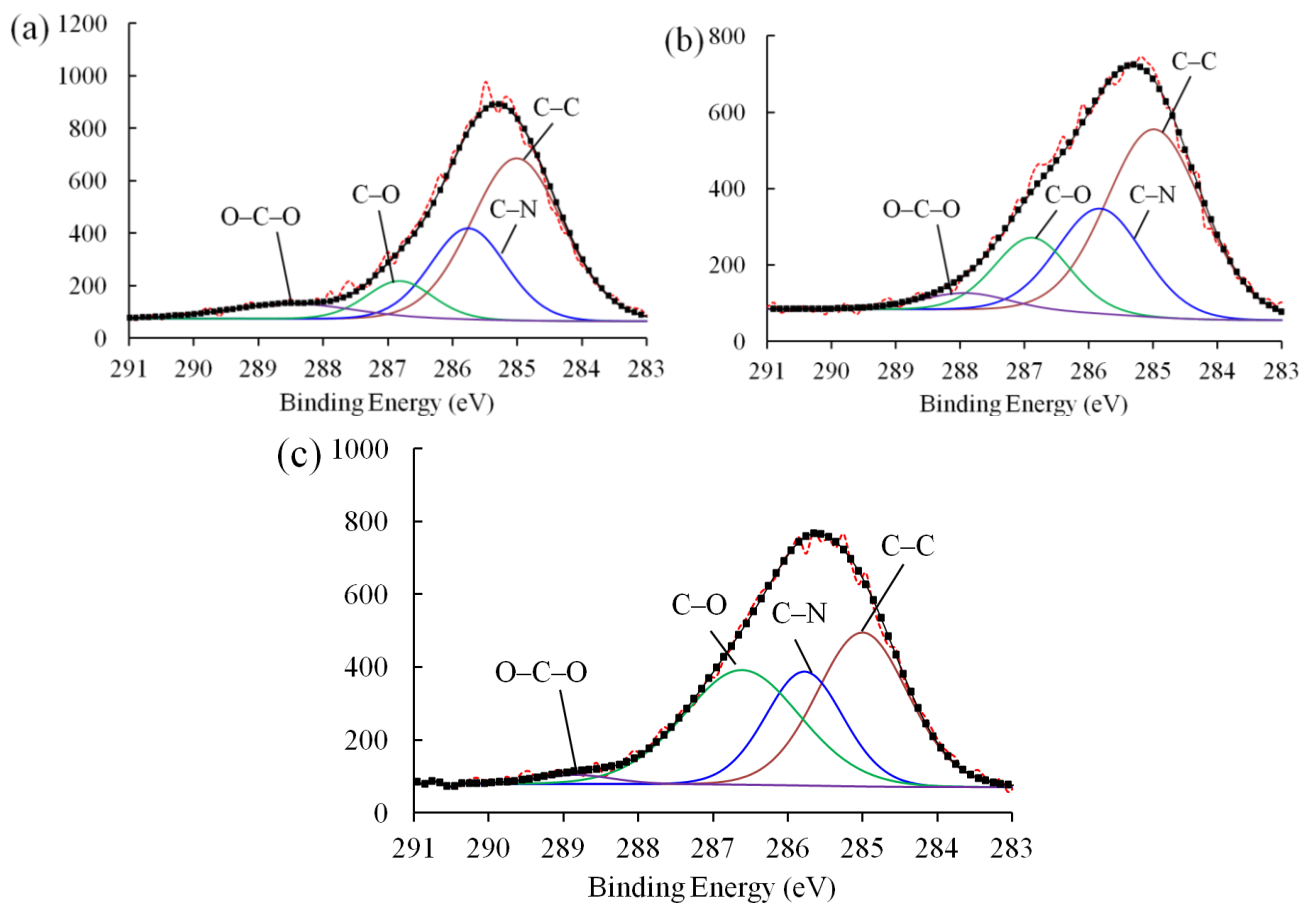 (a)
1200
1000
800
600
400
200
0
C–C
C–O
O–C–O
C–N
291 290 289 288 287 286 285 284 283
Binding Energy (eV)
(b)
800
600
400
200
0
C–C
C–O
C–N
O–C–O
291 290 289 288 287 286 285 284 283
Binding Energy (eV)
(c)
1000
800
600
400
200
0
C–C
C–O
C–N
O–C–O
291 290 289 288 287 286 285 284 283
Binding Energy (eV)